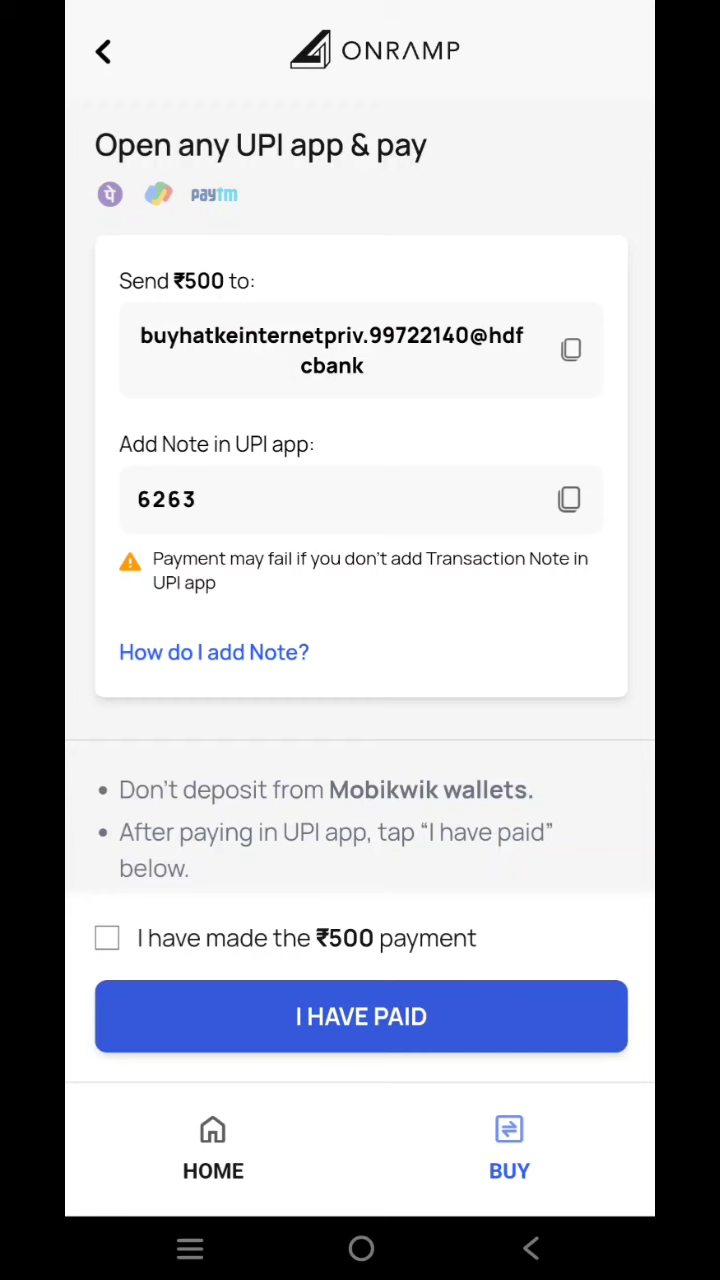 ONRAMP
Open any UPI app & pay
पे paytm
Send ₹500 to:
buyhatkeinternetpriv.99722140@hdf
cbank
Add Note in UPI app:
6263
Payment may fail if you don't add Transaction Note in
UPI app
How do I add Note?
• Don't deposit from Mobikwik wallets.
• After paying in UPI app, tap “I have paid”
below.
I have made the ₹500 payment
I HAVE PAID
HOME BUY